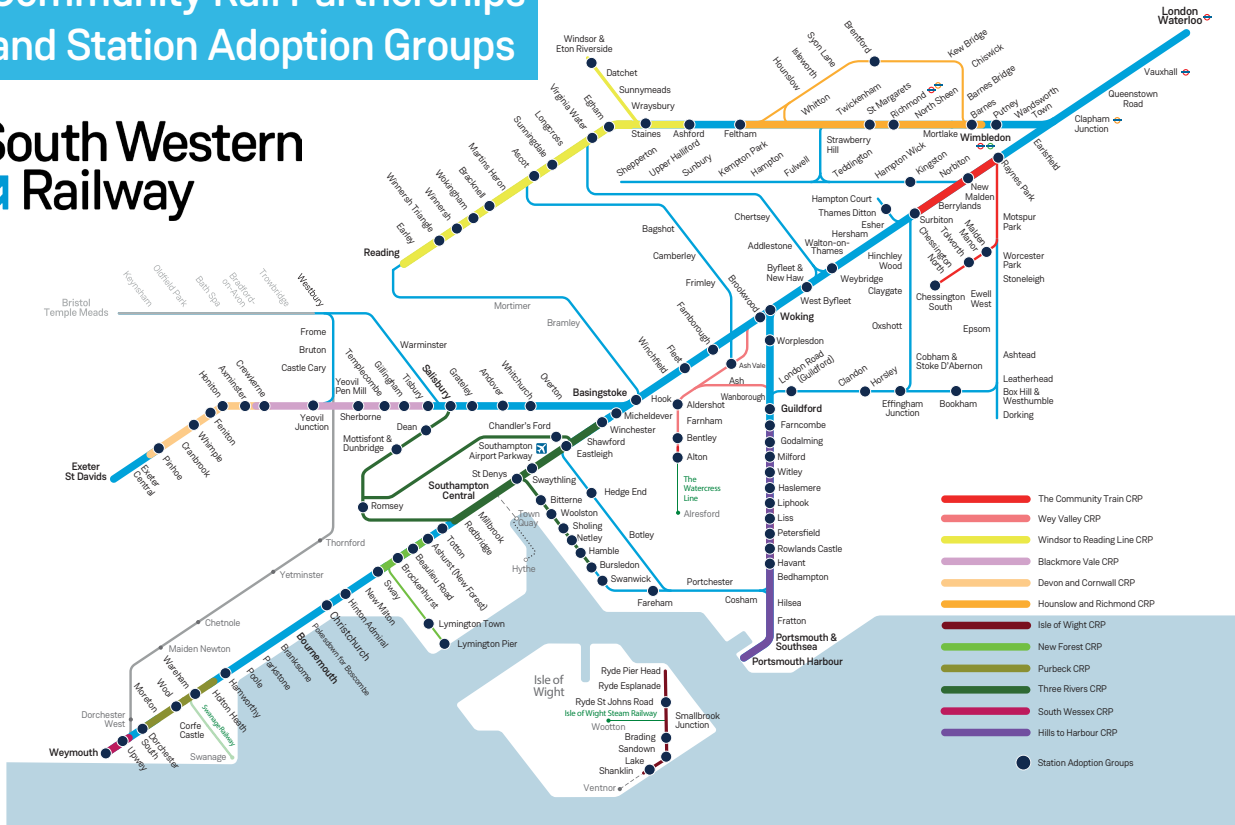 Community Rail Partnerships
and Station Adoption Groups
South Western
Railway
London
Waterloo
Vauxhall
Queenstown
Road
Clapham
Junction
Earlsfield
Wandsworth
Town
Putney
Barnes
Barnes Bridge
Chiswick
Kew Bridge
Brentford
Syon Lane
Isleworth
Hounslow
Mortlake
North Sheen
Richmond
St Margarets
Twickenham
Whitton
Feltham
Ashford
Staines
Wraysbury
Sunnymeads
Datchet
Windsor &
Eton Riverside
Egham
Virginia Water
Longcross
Sunningdale
Ascot
Martins Heron
Bracknell
Wokingham
Winnersh
Winnersh Triangle
Earley
Reading
Shepperton
Upper Halliford
Sunbury
Kempton Park
Hampton
Fulwell
Strawberry
Hill
Teddington
Hampton Wick
Kingston
Norbiton
New
Malden
Wimbledon
Raynes Park
Berrylands
Surbiton
Hampton Court
Thames Ditton
Esher
Hersham
Walton-on-
Thames
Weybridge
Chertsey
Addlestone
Byfleet &
New Haw
West Byfleet
Woking
Brookwood
Motspur
Park
Malden
Manor
Tolworth
Chessington
North
Chessington
South
Worcester
Park
Stoneleigh
Ewell
West
Epsom
Ashtead
Leatherhead
Box Hill &
Westhumble
Dorking
Hinchley
Wood
Claygate
Oxshott
Cobham &
Stoke D'Abernon
Bookham
Effingham
Junction
Horsley
Clandon
London Road
(Guildford)
Worplesdon
Bagshot
Camberley
Frimley
Ash Vale
Ash
Wanborough
Aldershot
Farnham
Bentley
Alton
The
Watercress
Line
Alresford
Farnborough
Fleet
Winchfield
Hook
Basingstoke
Mortimer
Bramley
Guildford
Farncombe
Godalming
Milford
Witley
Haslemere
Liphook
Liss
Petersfield
Rowlands Castle
Havant
Bedhampton
Hilsea
Fratton
Portsmouth &
Southsea
Portsmouth Harbour
Bristol
Temple Meads
Keynsham
Oldfield Park
Bath Spa
Bradford-
on-Avon
Trowbridge
Westbury
Frome
Bruton
Castle Cary
Warminster
Yeovil
Pen Mill
Templecombe
Gillingham
Tisbury
Salisbury
Grateley
Andover
Whitchurch
Overton
Sherborne
Yeovil
Junction
Crewkerne
Axminster
Honiton
Feniton
Whimple
Cranbrook
Pinhoe
Exeter
Central
Exeter
St Davids
Dean
Mottisfont &
Dunbridge
Romsey
Chandler's Ford
Southampton
Airport Parkway
Micheldever
Winchester
Shawford
Eastleigh
St Denys
Swaythling
Southampton
Central
Bitterne
Woolston
Sholing
Netley
Hamble
Bursledon
Swanwick
Hedge End
Botley
Fareham
Portchester
Cosham
Town
Quay
Hythe
Millbrook
Redbridge
Totton
Ashurst (New Forest)
Beaulieu Road
Brockenhurst
Lymington Town
Lymington Pier
Sway
New Milton
Hinton Admiral
Christchurch
Pokesdown for Boscombe
Bournemouth
Branksome
Parkstone
Poole
Hamworthy
Holton Heath
Wareham
Wool
Moreton
Dorchester
South
Upwey
Weymouth
Dorchester
West
Maiden Newton
Chetnole
Yetminster
Thornford
Corfe
Castle
Swanage Railway
Swanage
Isle of
Wight
Ryde Pier Head
Ryde Esplanade
Ryde St Johns Road
Isle of Wight Steam Railway
Wootton
Smallbrook
Junction
Brading
Sandown
Lake
Shanklin
Ventnor
The Community Train CRP
Wey Valley CRP
Windsor to Reading Line CRP
Blackmore Vale CRP
Devon and Cornwall CRP
Hounslow and Richmond CRP
Isle of Wight CRP
New Forest CRP
Purbeck CRP
Three Rivers CRP
South Wessex CRP
Hills to Harbour CRP
Station Adoption Groups